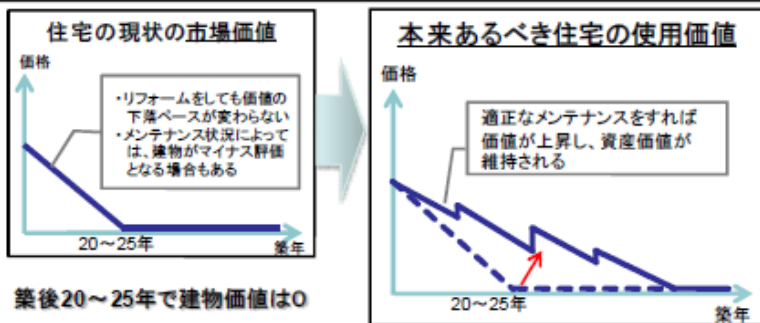 住宅の現状の市場価値
価格
・リフォームをしても価値の
下落ペースが変わらない
・メンテナンス状況によって
は、建物がマイナス評価
となる場合もある
20～25年
築年
築後20～25年で建物価値は0
本来あるべき住宅の使用価値
価格
適正なメンテナンスをすれば
価値が上昇し、資産価値が
維持される
20～25年
築年